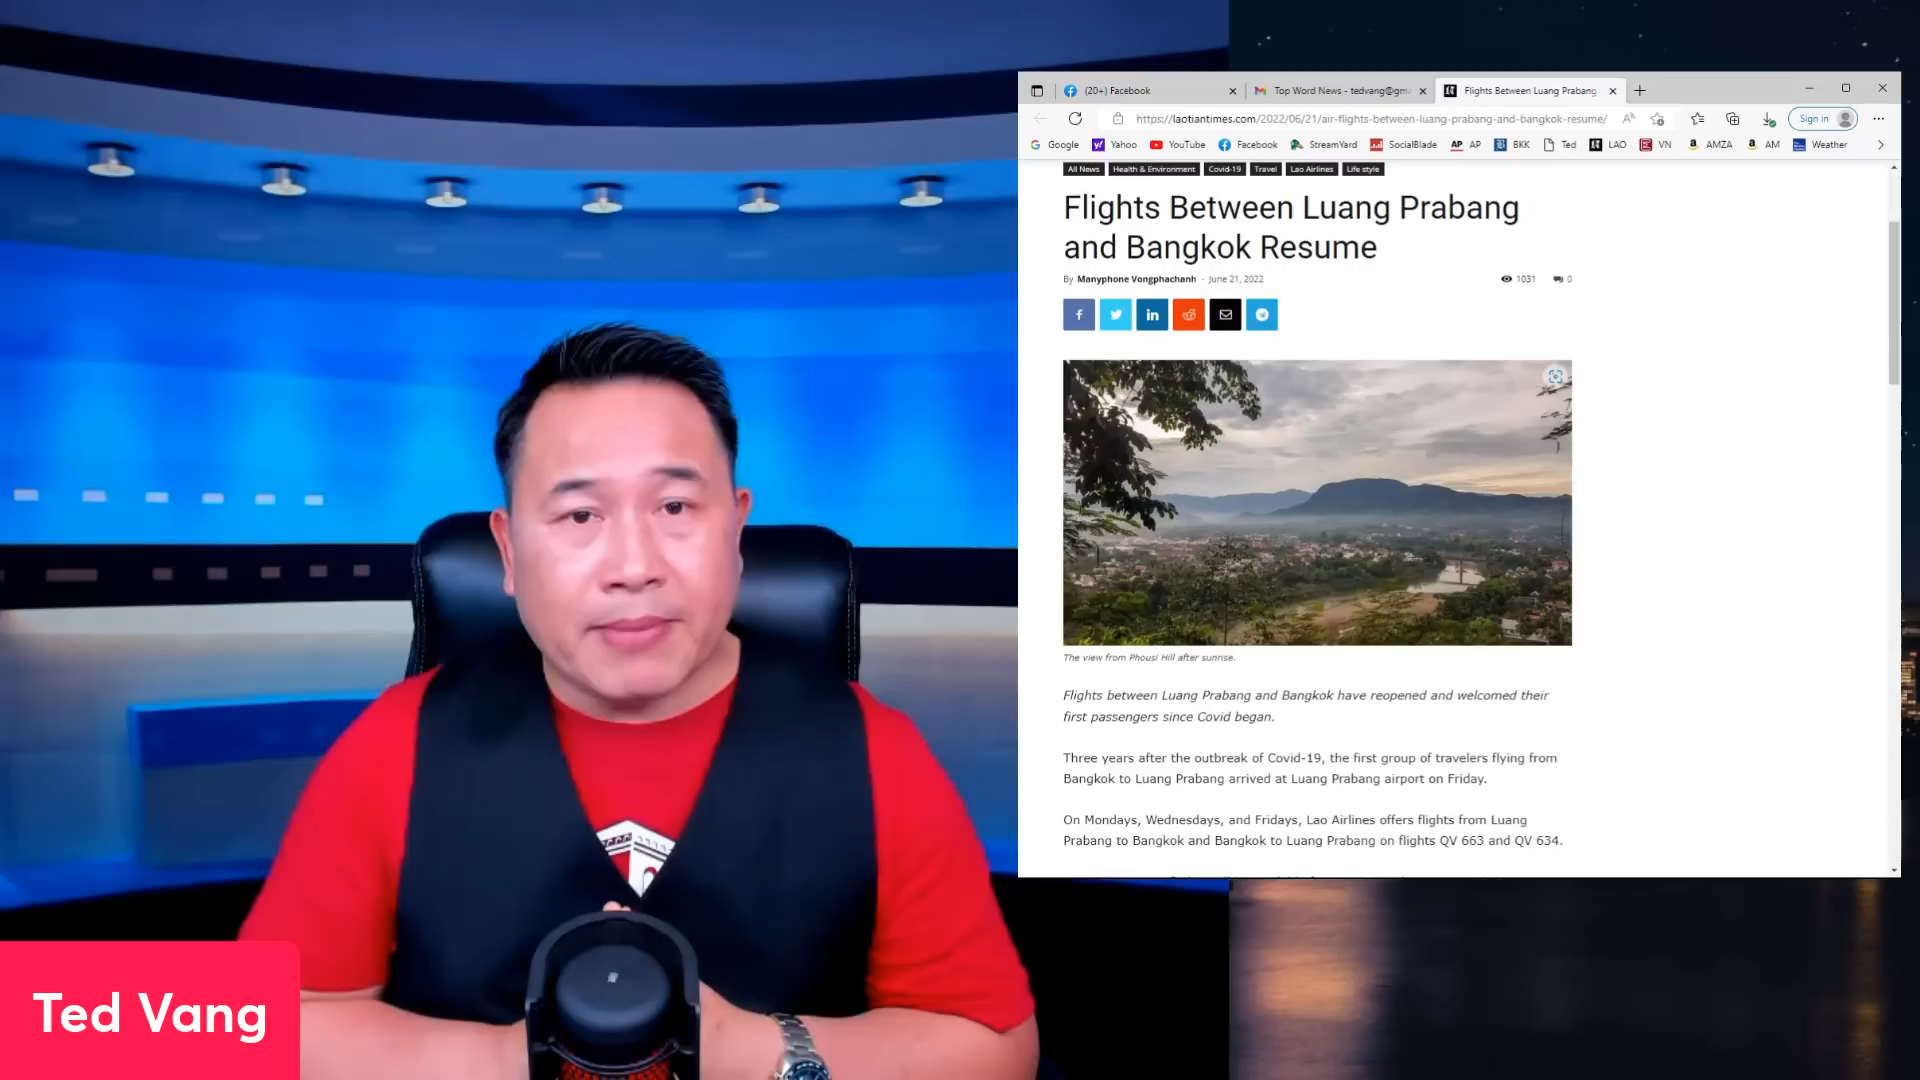 (20+) Facebook
Top Word News - tedvang@gm
Flights Between Luang Prabang
https://laotiantimes.com/2022/06/21/air-flights-between-luang-prabang-and-bangkok-resume/
Sign in
Google Yahoo YouTube Facebook StreamYard SocialBlade AP AP BKK Ted LAO VN AMZA AM Weather
All News Health & Environment Covid-19 Travel Lao Airlines Life style
Flights Between Luang Prabang
and Bangkok Resume
By Manyphone Vongphachanh - June 21, 2022
1031 0
The view from Phousi Hill after sunrise.
Flights between Luang Prabang and Bangkok have reopened and welcomed their
first passengers since Covid began.
Three years after the outbreak of Covid-19, the first group of travelers flying from
Bangkok to Luang Prabang arrived at Luang Prabang airport on Friday.
On Mondays, Wednesdays, and Fridays, Lao Airlines offers flights from Luang
Prabang to Bangkok and Bangkok to Luang Prabang on flights QV 663 and QV 634.
Ted Vang